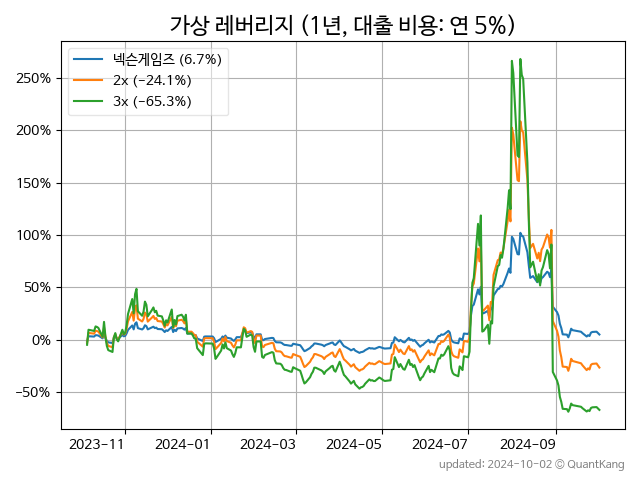 가상 레버리지 (1년, 대출 비용: 연 5%)
넥슨게임즈 (6.7%)
2x (-24.1%)
3x (-65.3%)
250%
200%
150%
100%
50%
0%
−50%
2023-11
2024-01
2024-03
2024-05
2024-07
2024-09
updated: 2024-10-02 © QuantKang